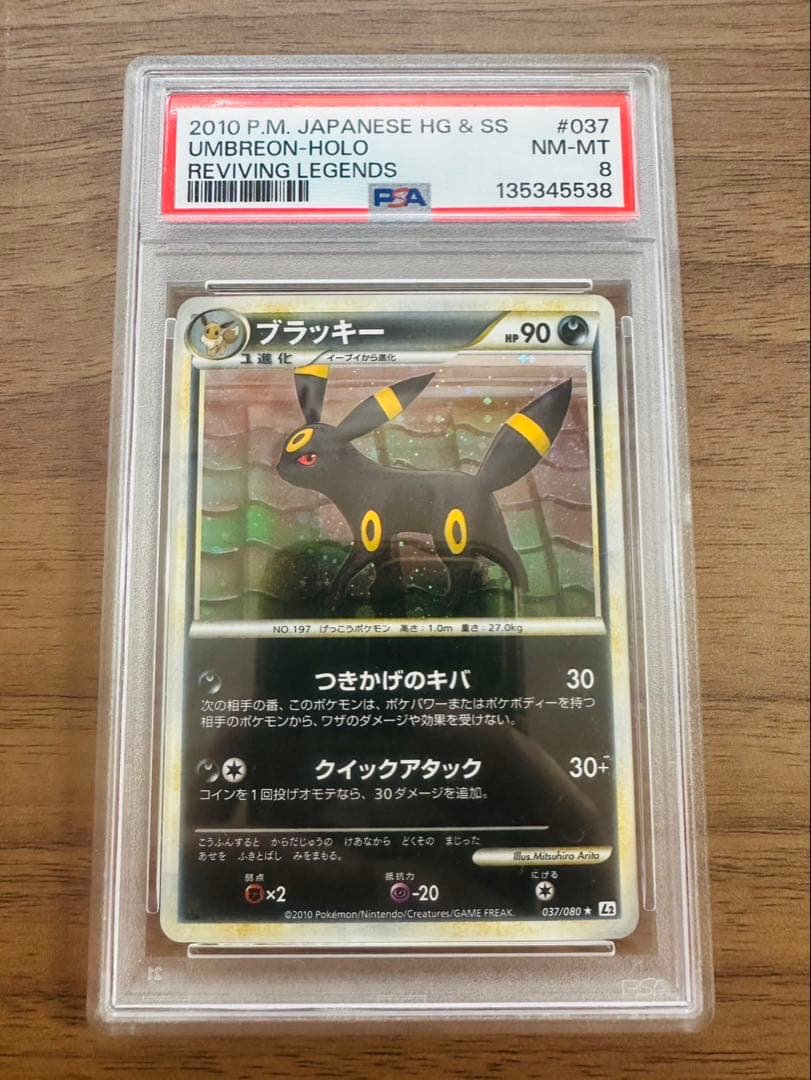 2010 P.M. JAPANESE HG & SS #037
UMBREON-HOLO NM-MT
REVIVING LEGENDS 8
PSA 135345538
ブラッキー HP90
1進化 イーブイから進化
NO.197 げっこうポケモン 高さ:1.0m 重さ:27.0kg
つきかげのキバ 30
次の相手の番、このポケモンは、ポケパワーまたはポケボディーを持つ
相手のポケモンから、ワザのダメージや効果を受けない。
クイックアタック 30+
コインを1回投げオモテなら、30ダメージを追加。
こうふんすると からだじゅうの けあなから どくその まじった
あせを ふきとばし みをまもる。
Illus.Mitsuhiro Arita
弱点 抵抗力 にげる
×2 -20
©2010 Pokémon/Nintendo/Creatures/GAME FREAK. 037/080 ★ L2
PSA